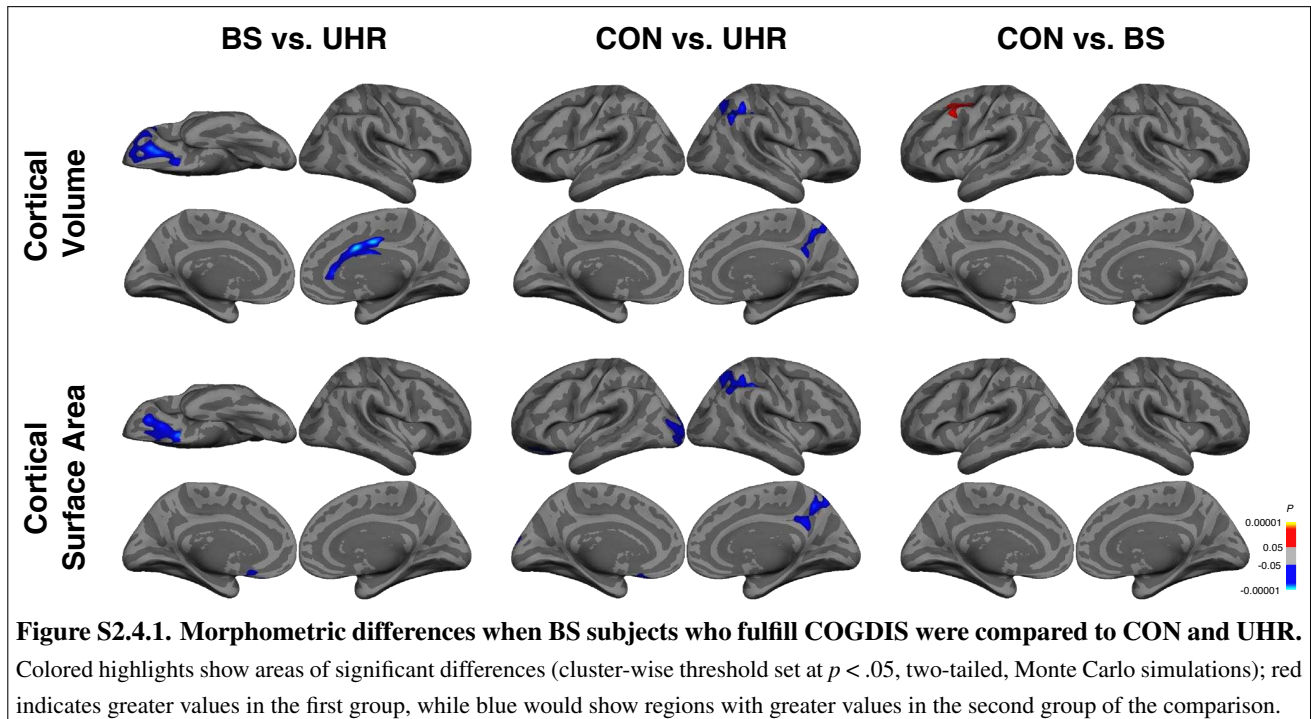 BS vs. UHR
CON vs. UHR
CON vs. BS
Cortical
Volume
Cortical
Surface Area
P
0.00001
0.05
-0.05
-0.00001
Figure S2.4.1. Morphometric differences when BS subjects who fulfill COGDIS were compared to CON and UHR.
Colored highlights show areas of significant differences (cluster-wise threshold set at p < .05, two-tailed, Monte Carlo simulations); red
indicates greater values in the first group, while blue would show regions with greater values in the second group of the comparison.